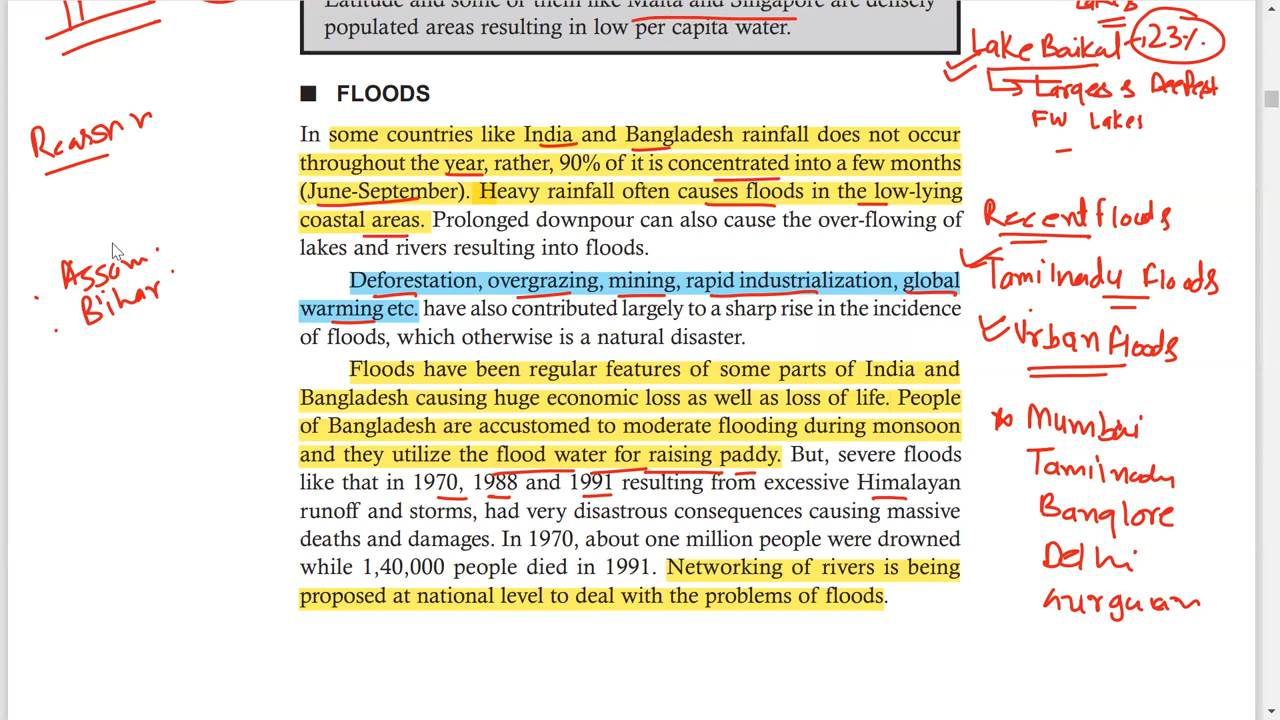 Latitude and some of them like Malta and Singapore are densely
populated areas resulting in low per capita water.
■ FLOODS
In some countries like India and Bangladesh rainfall does not occur
throughout the year, rather, 90% of it is concentrated into a few months
(June-September). Heavy rainfall often causes floods in the low-lying
coastal areas. Prolonged downpour can also cause the over-flowing of
lakes and rivers resulting into floods.
Deforestation, overgrazing, mining, rapid industrialization, global
warming etc. have also contributed largely to a sharp rise in the incidence
of floods, which otherwise is a natural disaster.
Floods have been regular features of some parts of India and
Bangladesh causing huge economic loss as well as loss of life. People
of Bangladesh are accustomed to moderate flooding during monsoon
and they utilize the flood water for raising paddy. But, severe floods
like that in 1970, 1988 and 1991 resulting from excessive Himalayan
runoff and storms, had very disastrous consequences causing massive
deaths and damages. In 1970, about one million people were drowned
while 1,40,000 people died in 1991. Networking of rivers is being
proposed at national level to deal with the problems of floods.
Reason
Assam
Bihar
Lake Baikal 23%
Larges & Deepest
FW Lakes
Recent floods
Tamilnadu floods
Urban floods
Mumbai
Tamilnadu
Banglore
Delhi